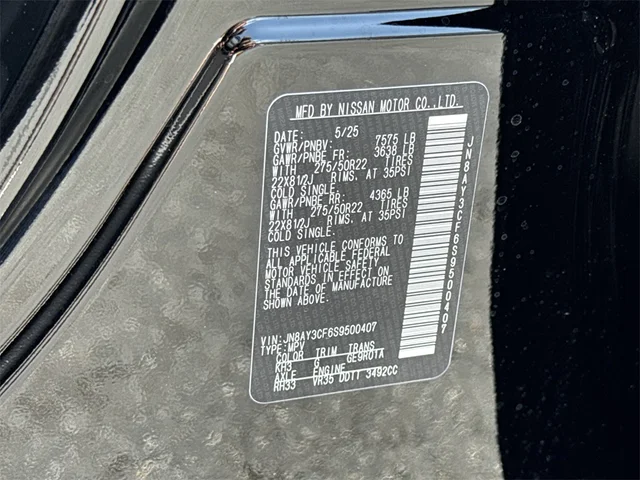 MFD BY NISSAN MOTOR CO.,LTD.
DATE: 5/25
GVWR/PNBV: 7575 LB
GAWR/PNBE FR: 3638 LB
WITH 275/50R22 TIRES
22X81/2J RIMS. AT 35PSI
COLD SINGLE.
GAWR/PNBE RR: 4365 LB
WITH 275/50R22 TIRES
22X81/2J RIMS. AT 35PSI
COLD SINGLE.
THIS VEHICLE CONFORMS TO
ALL APPLICABLE FEDERAL
MOTOR VEHICLE SAFETY
STANDARDS IN EFFECT ON
THE DATE OF MANUFACTURE
SHOWN ABOVE.
VIN: JN8AY3CF6S9500407
TYPE: MPV
COLOR TRIM TRANS
KH3 G GE9R01A
AXLE ENGINE
RH33 VR35 DDTT 3492CC
JN8AY3CF6S9500407